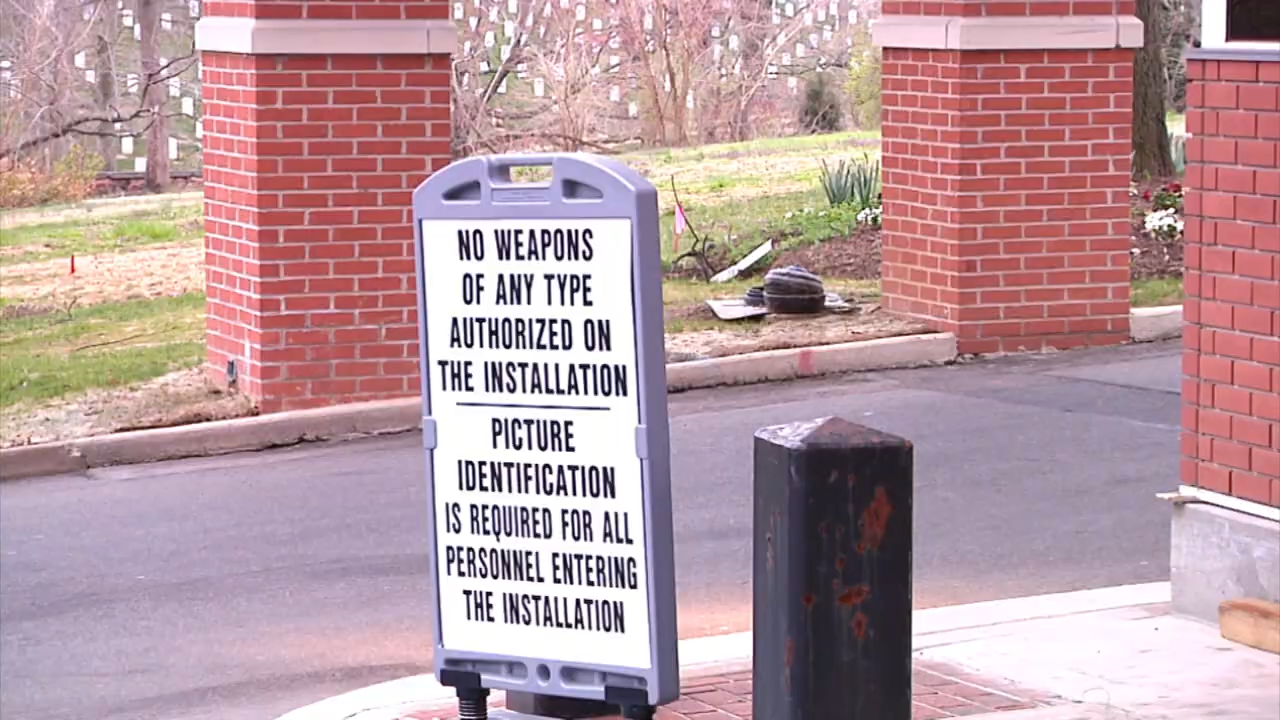 NO WEAPONS
OF ANY TYPE
AUTHORIZED ON
THE INSTALLATION
PICTURE
IDENTIFICATION
IS REQUIRED FOR ALL
PERSONNEL ENTERING
THE INSTALLATION